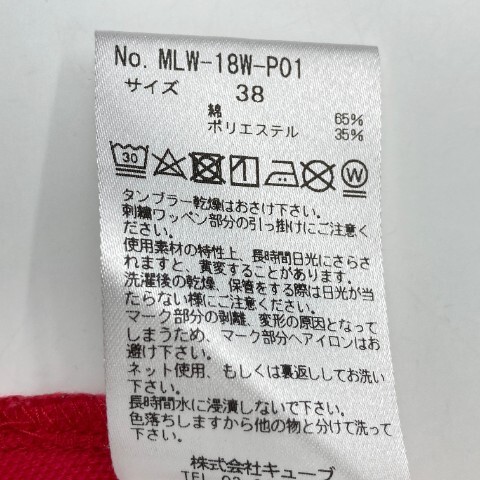 No. MLW-18W-P01
サイズ 38
綿 65%
ポリエステル 35%
30
W
タンブラー乾燥はおさけ下さい。
刺繍ワッペン部分の引っ掛けにご注意く
ださい。
使用素材の特性上、長時間日光にさらさ
れますと、黄変することがあります。
洗濯後の乾燥、保管をする際は日光が当
たらない様にご注意ください。
マーク部分の剥離、変形の原因となって
しまうため、マーク部分へアイロンはお
避け下さい。
ネット使用、もしくは裏返ししてお洗い
下さい。
長時間水に浸漬しないで下さい。
色落ちしますから他の物と分けて洗って
下さい。
株式会社キューブ
TEL